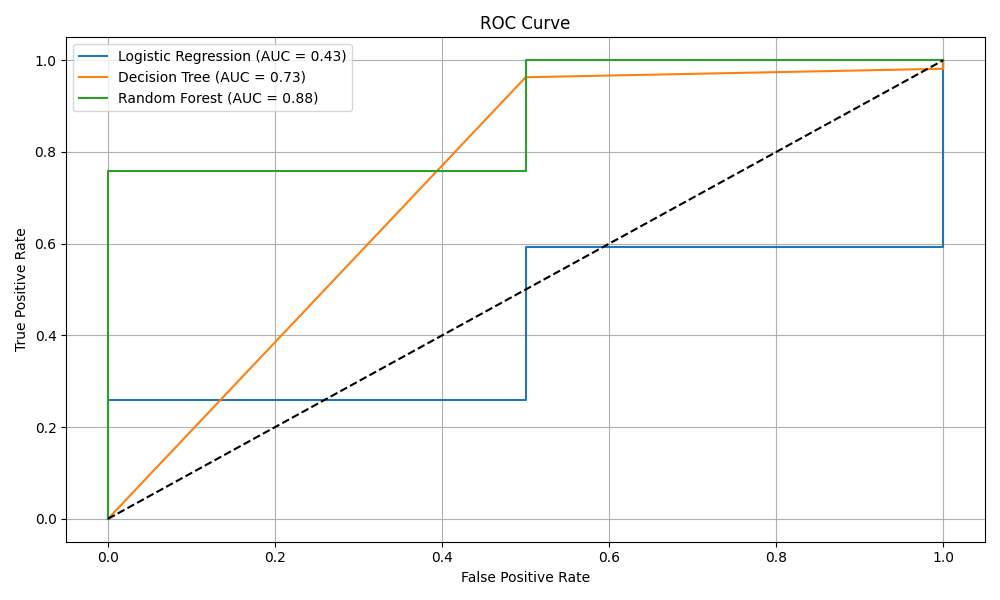 ROC Curve
Logistic Regression (AUC = 0.43)
Decision Tree (AUC = 0.73)
Random Forest (AUC = 0.88)
True Positive Rate
1.0
0.8
0.6
0.4
0.2
0.0
0.0 0.2 0.4 0.6 0.8 1.0
False Positive Rate